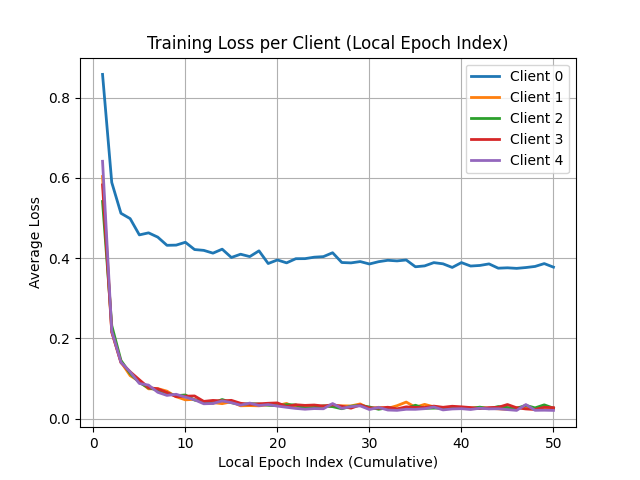 Training Loss per Client (Local Epoch Index)
Client 0
Client 1
Client 2
Client 3
Client 4
Average Loss
0.8
0.6
0.4
0.2
0.0
0
10
20
30
40
50
Local Epoch Index (Cumulative)